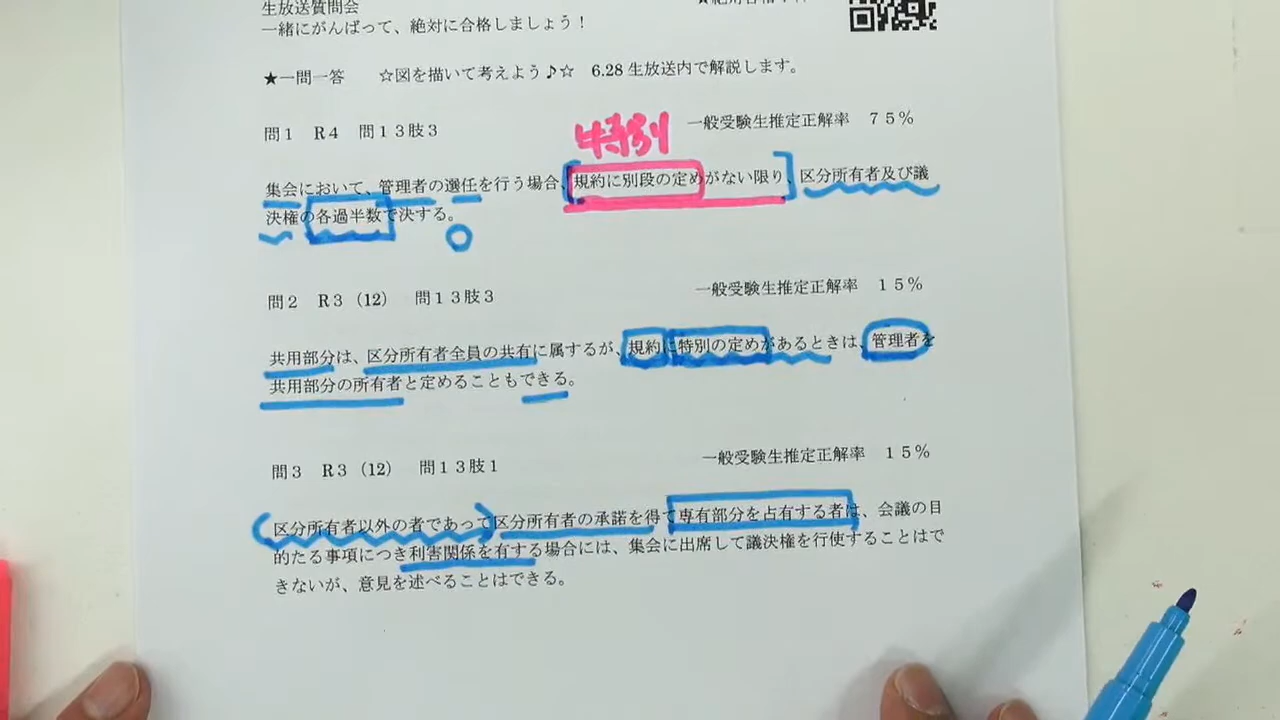 生放送質問会
一緒にがんばって、絶対に合格しましょう！
★一問一答 ☆図を描いて考えよう♪☆ 6.28 生放送内で解説します。
問１ Ｒ４ 問１３肢３ 一般受験生推定正解率 ７５％
特別
集会において、管理者の選任を行う場合、規約に別段の定めがない限り、区分所有者及び議
決権の各過半数で決する。
問２ Ｒ３（12） 問１３肢３ 一般受験生推定正解率 １５％
共用部分は、区分所有者全員の共有に属するが、規約に特別の定めがあるときは、管理者を
共用部分の所有者と定めることもできる。
問３ Ｒ３（12） 問１３肢１ 一般受験生推定正解率 １５％
区分所有者以外の者であって区分所有者の承諾を得て専有部分を占有する者は、会議の目
的たる事項につき利害関係を有する場合には、集会に出席して議決権を行使することはで
きないが、意見を述べることはできる。